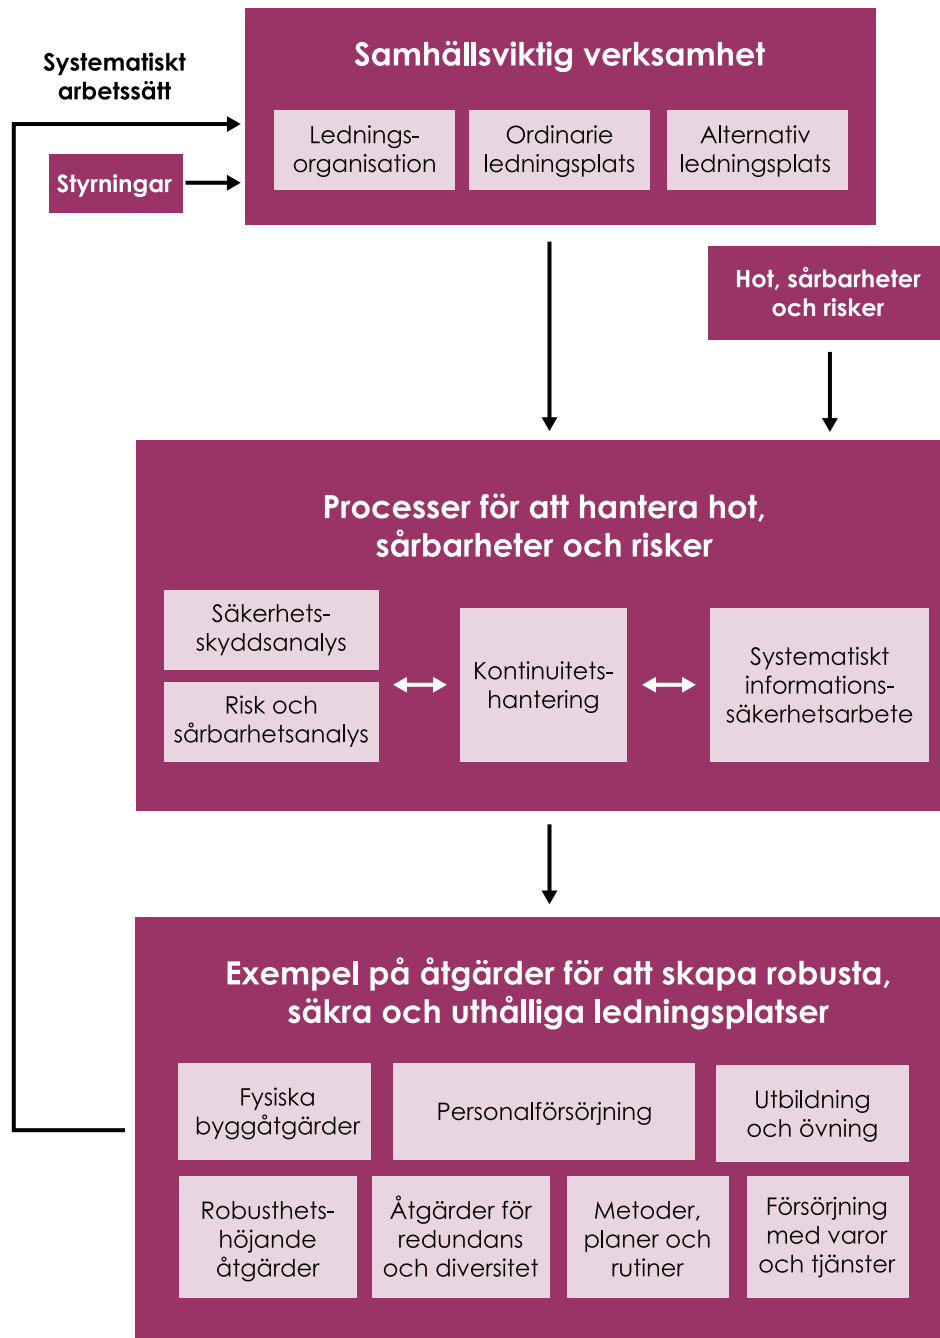 Systematiskt
arbetssätt
Styrningar
Samhällsviktig verksamhet
Lednings-
organisation
Ordinarie
ledningsplats
Alternativ
ledningsplats
Hot, sårbarheter
och risker
Processer för att hantera hot,
sårbarheter och risker
Säkerhets-
skyddsanalys
Risk och
sårbarhetsanalys
Kontinuitets-
hantering
Systematiskt
informations-
säkerhetsarbete
Exempel på åtgärder för att skapa robusta,
säkra och uthålliga ledningsplatser
Fysiska
byggåtgärder
Personalförsörjning
Utbildning
och övning
Robusthets-
höjande
åtgärder
Åtgärder för
redundans
och diversitet
Metoder,
planer och
rutiner
Försörjning
med varor
och tjänster